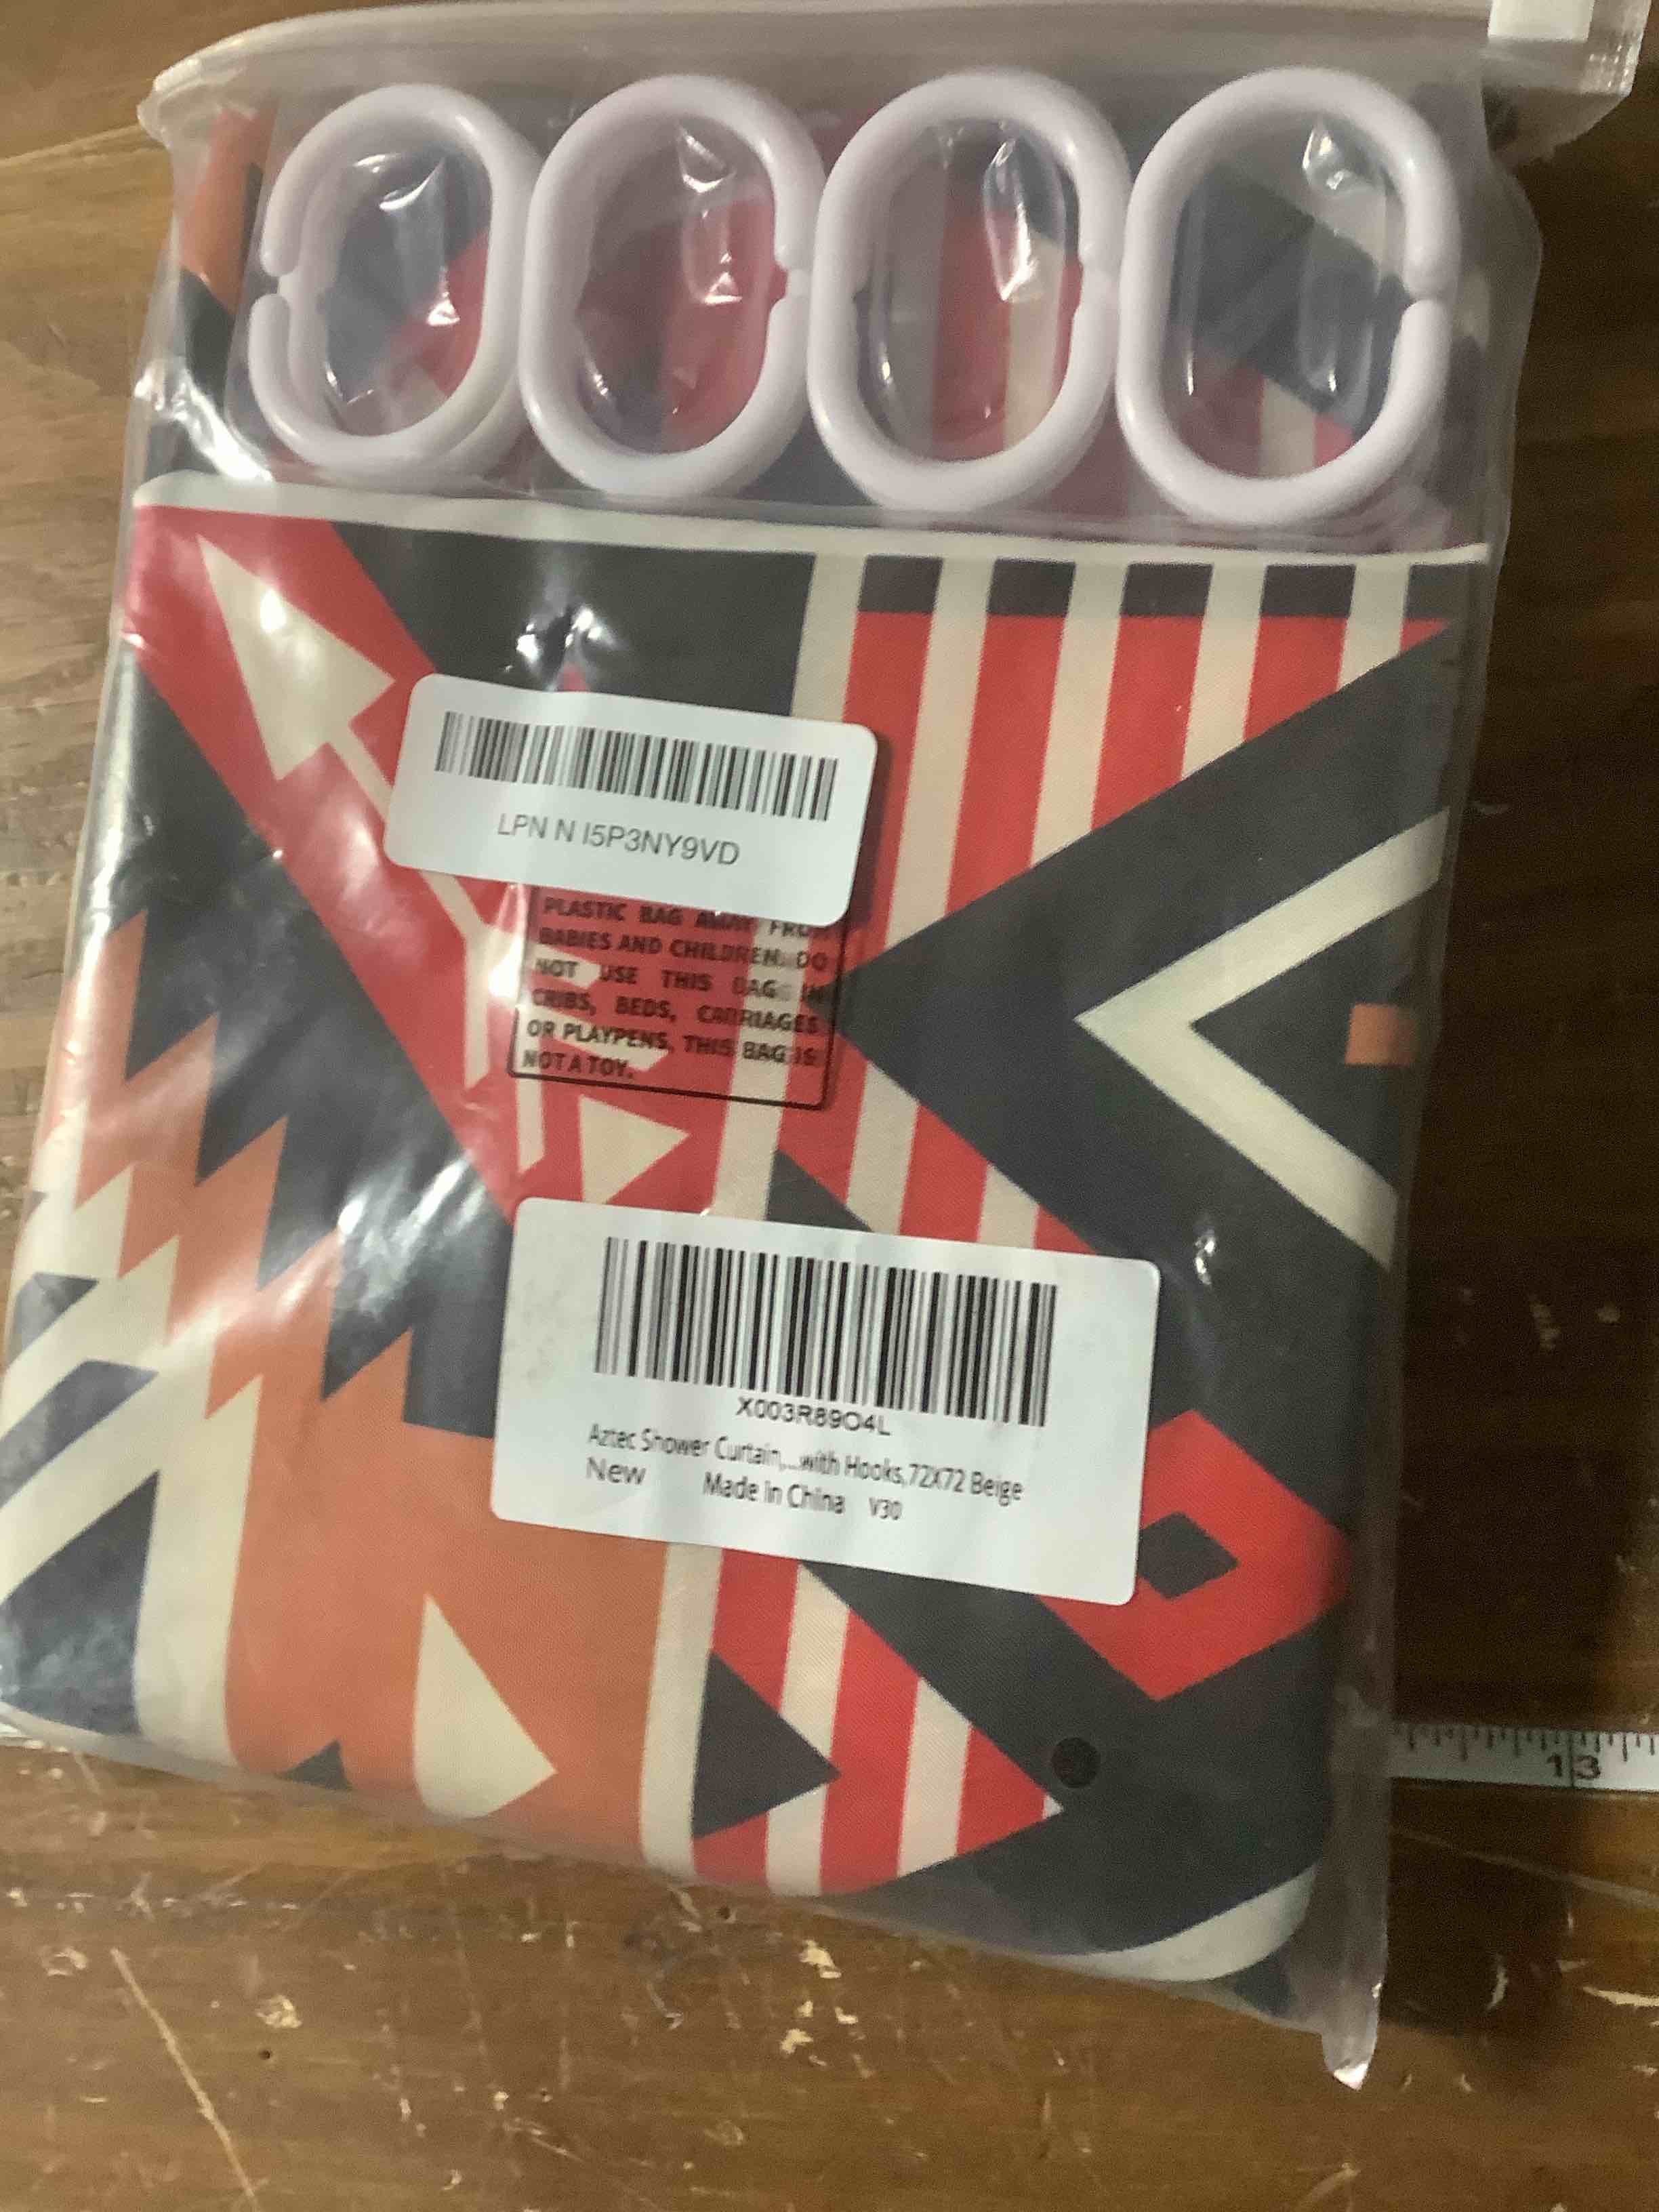 LPN N I5P3NY9VD
PLASTIC BAG AWAY FROM
BABIES AND CHILDREN. DO
NOT USE THIS BAG IN
CRIBS, BEDS, CARRIAGES
OR PLAYPENS, THIS BAG IS
NOT A TOY.
X003R89O4L
Aztec Shower Curtain,...with Hooks,72X72 Beige
New Made in China V30
13